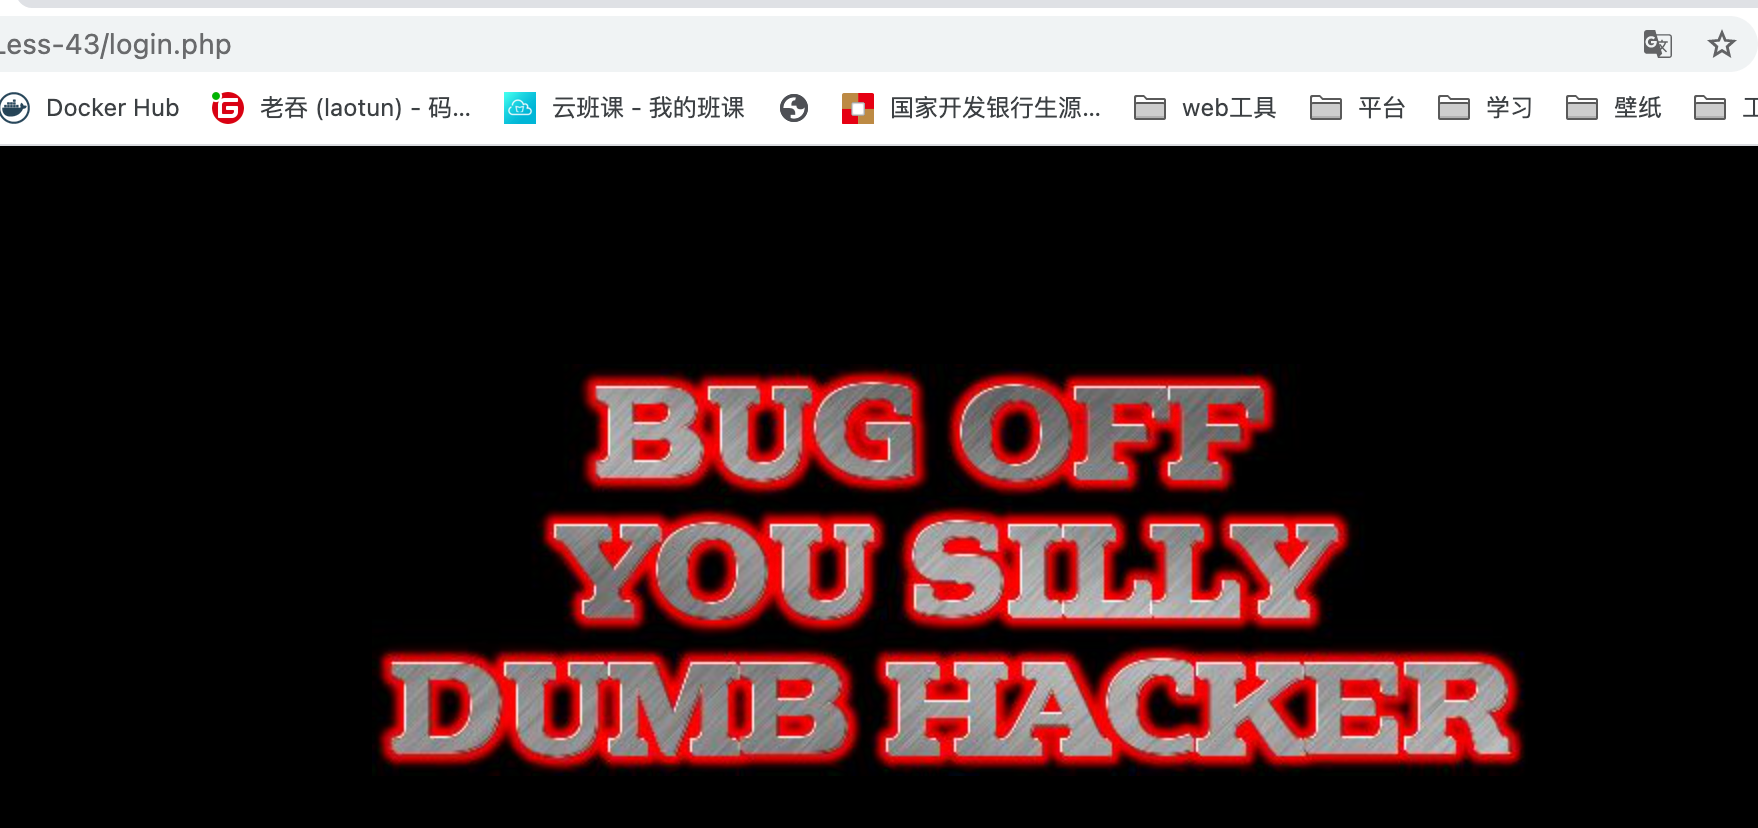 Less-43/login.php
Docker Hub 老吞 (laotun) - 码... 云班课 - 我的班课 国家开发银行生源... web工具 平台 学习 壁纸
BUG OFF
YOU SILLY
DUMB HACKER